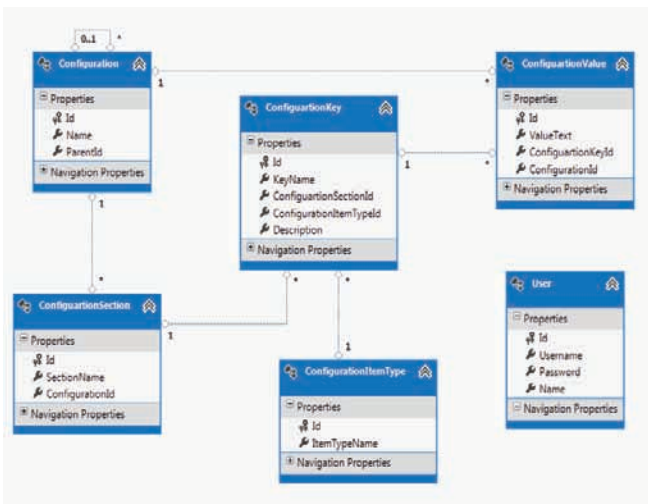 0..1 *
Configuration
Properties
Id
Name
ParentId
Navigation Properties
1
*
ConfiguartionValue
Properties
Id
ValueText
ConfiguartionKeyId
ConfigurationId
Navigation Properties
ConfiguartionKey
Properties
Id
KeyName
ConfiguartionSectionId
ConfigurationItemTypeId
Description
Navigation Properties
1
*
1
*
ConfiguartionSection
Properties
Id
SectionName
ConfigurationId
Navigation Properties
1
*
*
1
ConfigurationItemType
Properties
Id
ItemTypeName
Navigation Properties
User
Properties
Id
Username
Password
Name
Navigation Properties